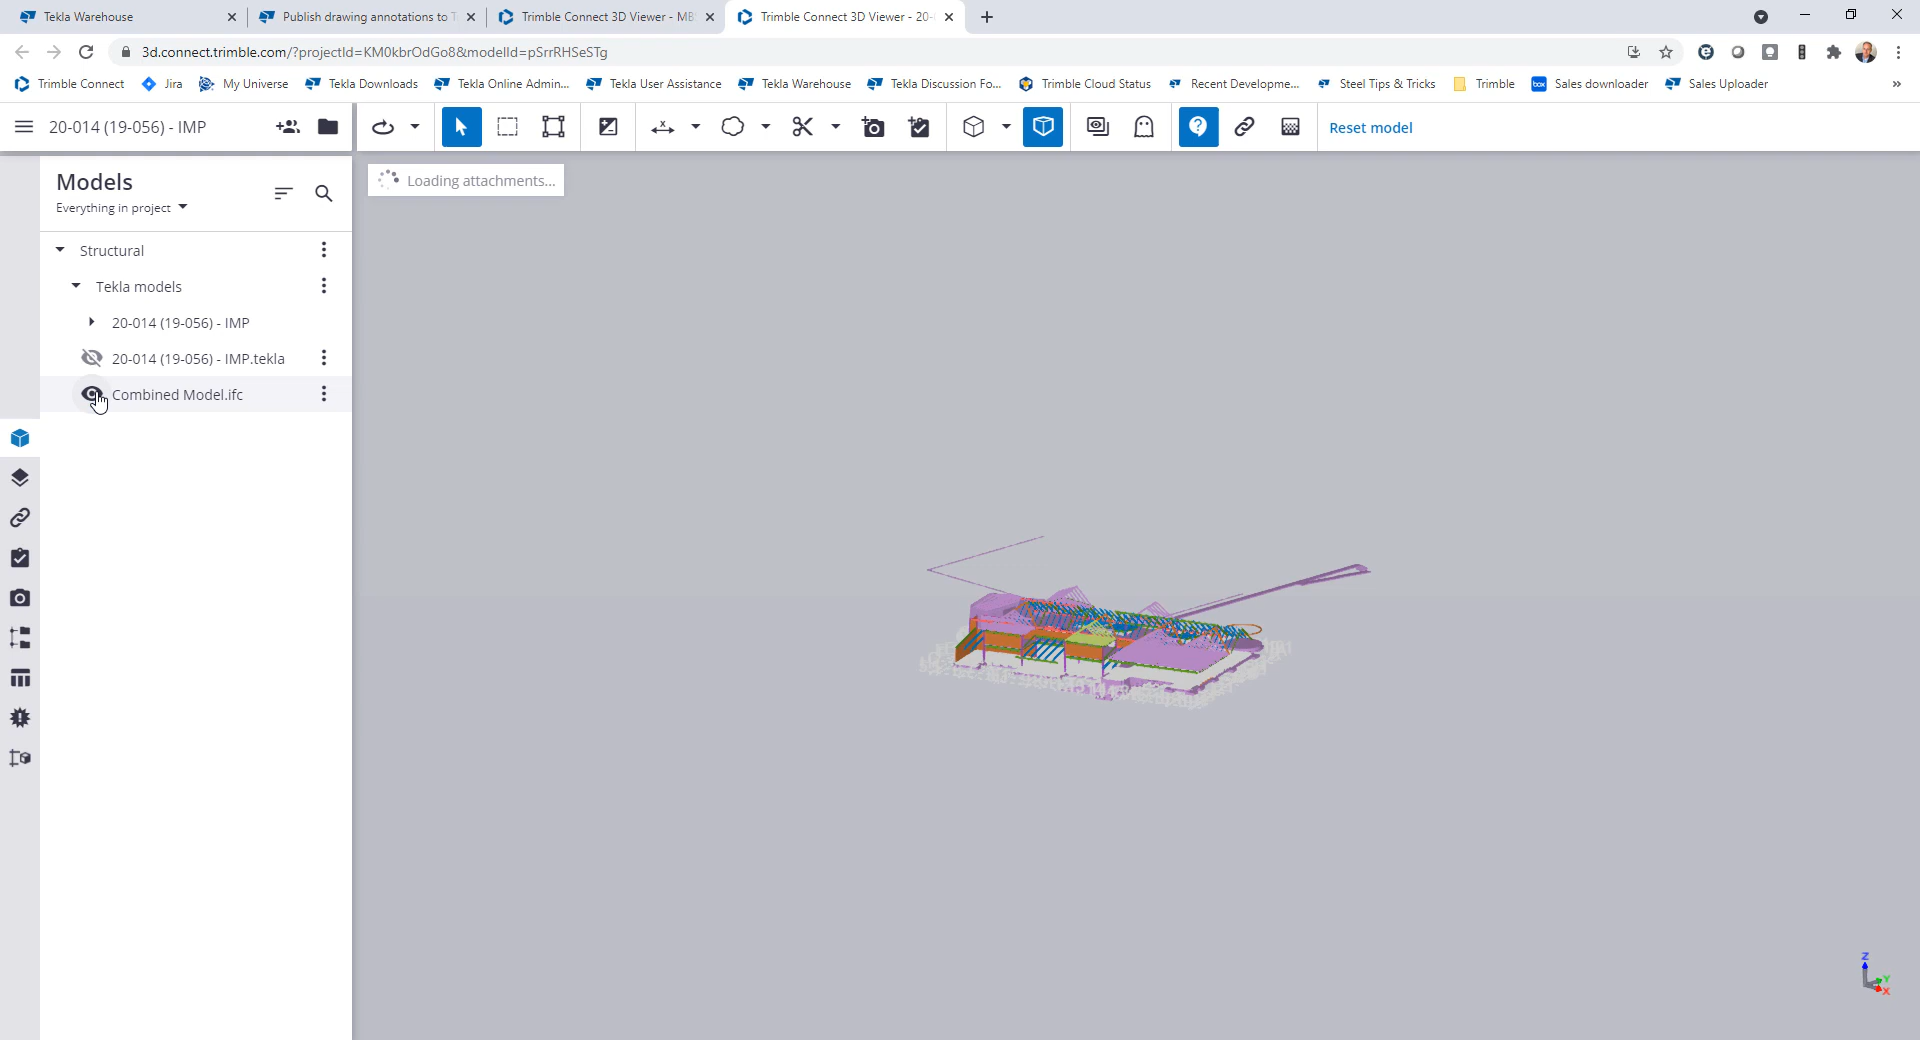 Tekla Warehouse
Publish drawing annotations to T
Trimble Connect 3D Viewer - MB
Trimble Connect 3D Viewer - 20-
3d.connect.trimble.com/?projectId=KM0kbrOdGo8&modelId=pSrrRHSeSTg
Trimble Connect
Jira
My Universe
Tekla Downloads
Tekla Online Admin...
Tekla User Assistance
Tekla Warehouse
Tekla Discussion Fo...
Trimble Cloud Status
Recent Developme...
Steel Tips & Tricks
Trimble
box
Sales downloader
Sales Uploader
»
20-014 (19-056) - IMP
Reset model
Models
Everything in project
Loading attachments...
Structural
Tekla models
20-014 (19-056) - IMP
20-014 (19-056) - IMP.tekla
Combined Model.ifc
Z
Y
X